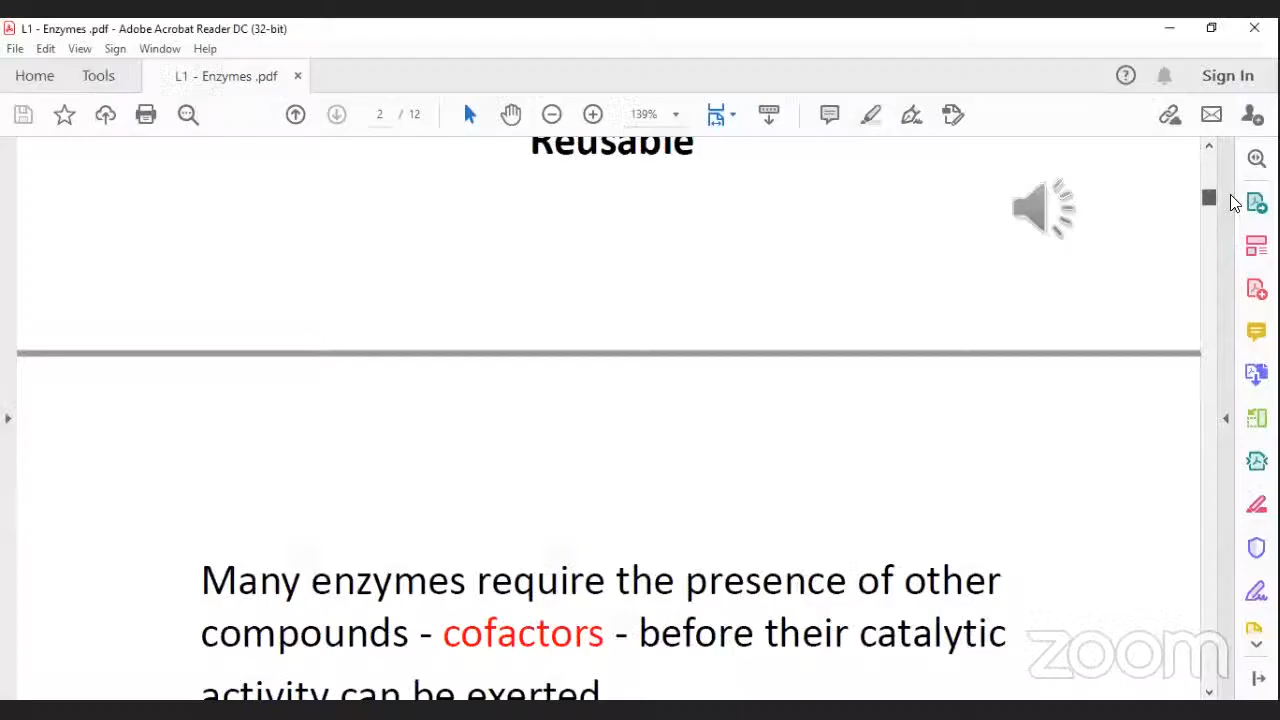 L1 - Enzymes .pdf - Adobe Acrobat Reader DC (32-bit)
File Edit View Sign Window Help
Home Tools L1 - Enzymes .pdf × Sign In
2 / 12 139%
Reusable
Many enzymes require the presence of other
compounds - cofactors - before their catalytic
activity can be exerted
zoom